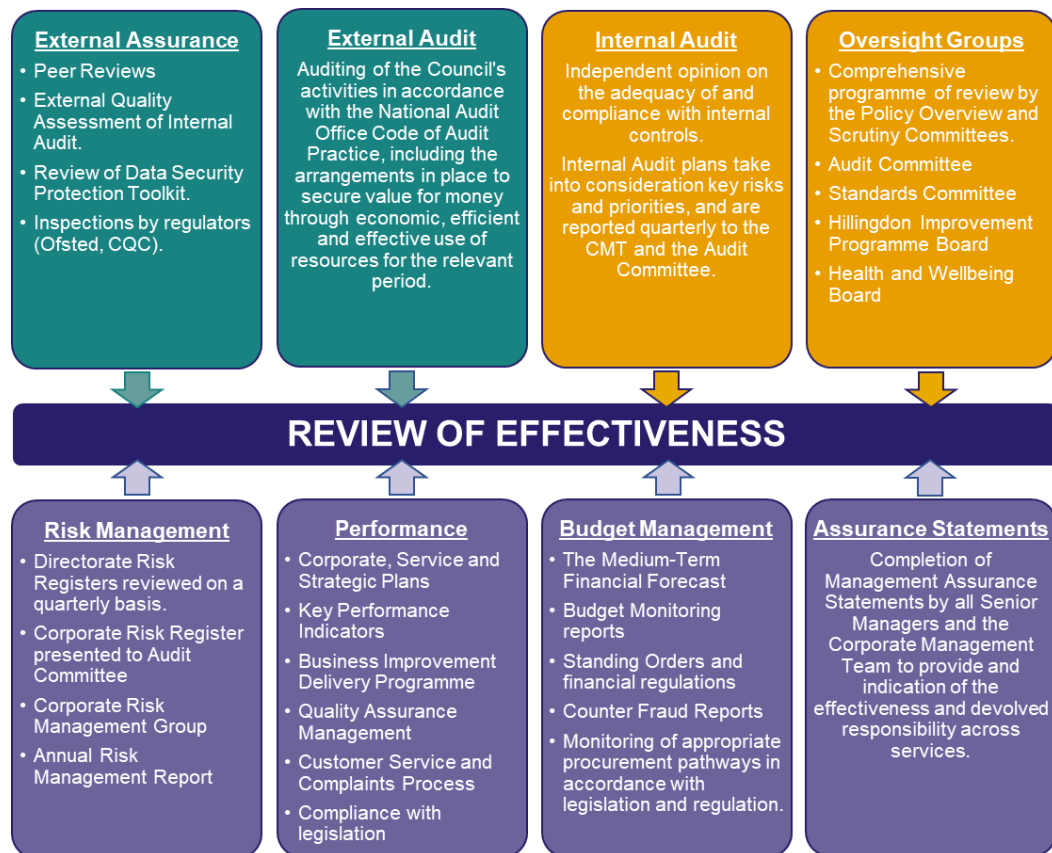 External Assurance
• Peer Reviews
• External Quality
Assessment of Internal
Audit.
• Review of Data Security
Protection Toolkit.
• Inspections by regulators
(Ofsted, CQC).
External Audit
Auditing of the Council's
activities in accordance
with the National Audit
Office Code of Audit
Practice, including the
arrangements in place to
secure value for money
through economic, efficient
and effective use of
resources for the relevant
period.
Internal Audit
Independent opinion on
the adequacy of and
compliance with internal
controls.
Internal Audit plans take
into consideration key risks
and priorities, and are
reported quarterly to the
CMT and the Audit
Committee.
Oversight Groups
• Comprehensive
programme of review by
the Policy Overview and
Scrutiny Committees.
• Audit Committee
• Standards Committee
• Hillingdon Improvement
Programme Board
• Health and Wellbeing
Board
REVIEW OF EFFECTIVENESS
Risk Management
• Directorate Risk
Registers reviewed on a
quarterly basis.
• Corporate Risk Register
presented to Audit
Committee
• Corporate Risk
Management Group
• Annual Risk
Management Report
Performance
• Corporate, Service and
Strategic Plans
• Key Performance
Indicators
• Business Improvement
Delivery Programme
• Quality Assurance
Management
• Customer Service and
Complaints Process
• Compliance with
legislation
Budget Management
• The Medium-Term
Financial Forecast
• Budget Monitoring
reports
• Standing Orders and
financial regulations
• Counter Fraud Reports
• Monitoring of appropriate
procurement pathways in
accordance with
legislation and regulation.
Assurance Statements
Completion of
Management Assurance
Statements by all Senior
Managers and the
Corporate Management
Team to provide and
indication of the
effectiveness and devolved
responsibility across
services.